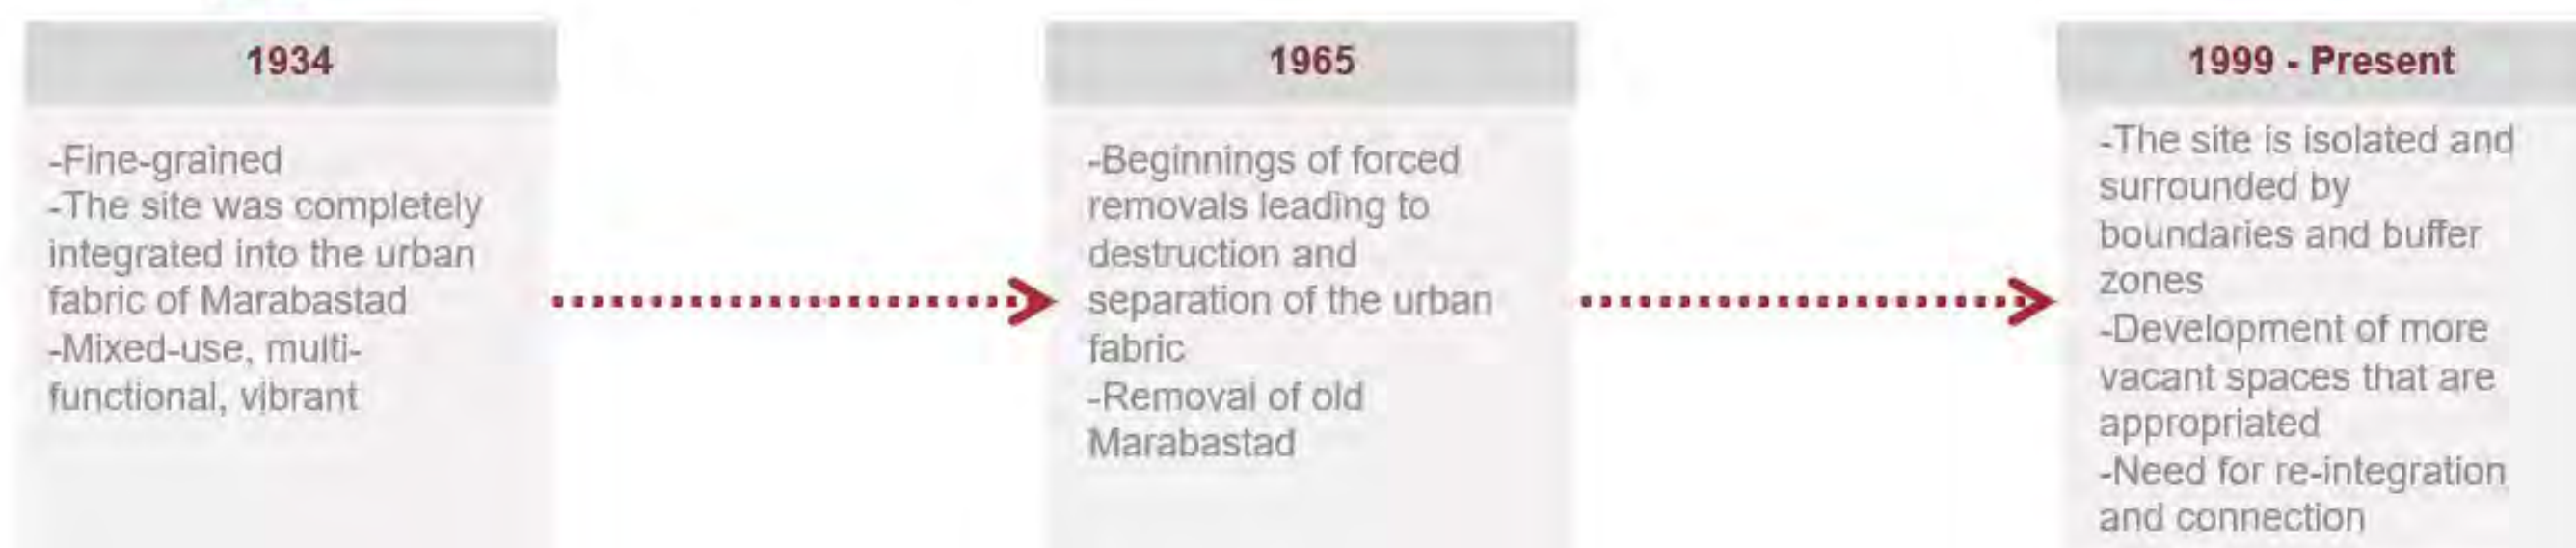 1934
-Fine-grained
-The site was completely
integrated into the urban
fabric of Marabastad
-Mixed-use, multi-
functional, vibrant
1965
-Beginnings of forced
removals leading to
destruction and
separation of the urban
fabric
-Removal of old
Marabastad
1999 - Present
-The site is isolated and
surrounded by
boundaries and buffer
zones
-Development of more
vacant spaces that are
appropriated
-Need for re-integration
and connection